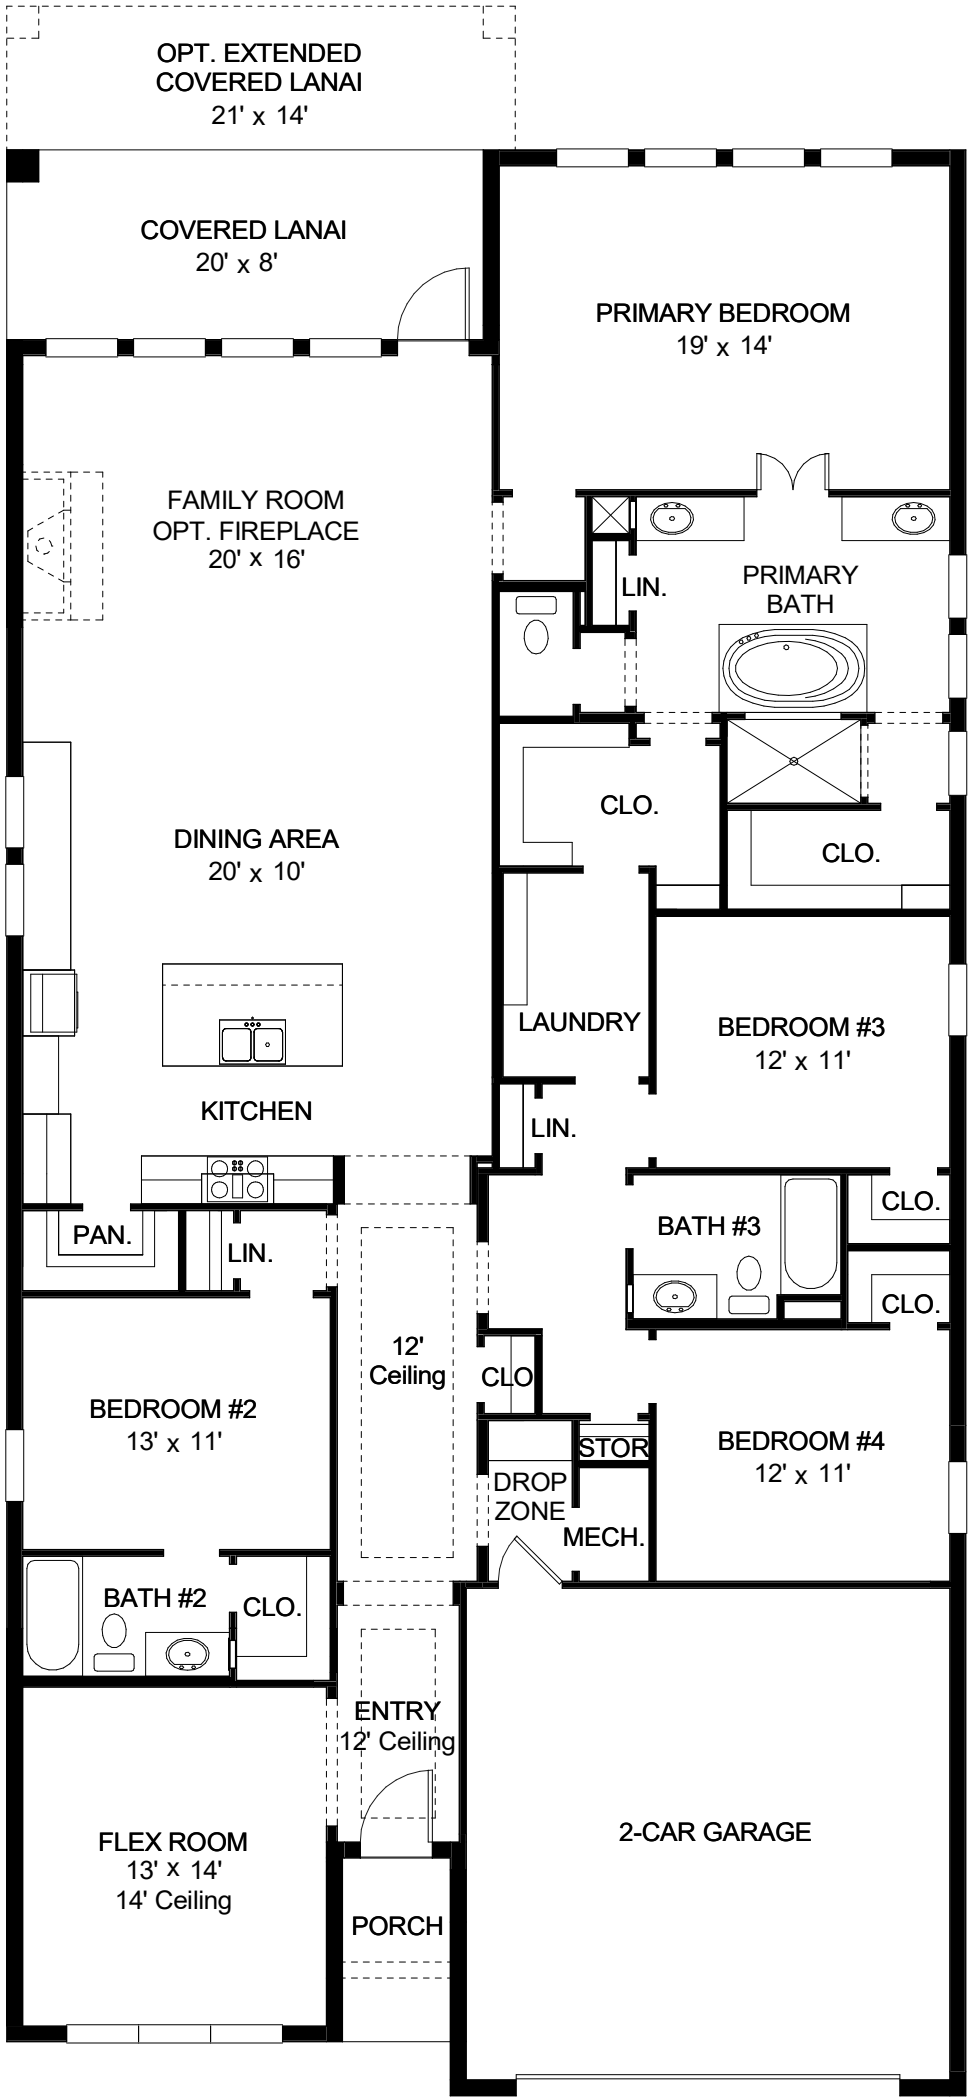 OPT. EXTENDED
COVERED LANAI
21' x 14'
COVERED LANAI
20' x 8'
PRIMARY BEDROOM
19' x 14'
FAMILY ROOM
OPT. FIREPLACE
20' x 16'
LIN.
PRIMARY
BATH
CLO.
CLO.
DINING AREA
20' x 10'
LAUNDRY
BEDROOM #3
12' x 11'
KITCHEN
LIN.
PAN.
LIN.
BATH #3
CLO.
CLO.
12'
Ceiling
CLO
BEDROOM #2
13' x 11'
STOR
BEDROOM #4
12' x 11'
DROP
ZONE
MECH.
BATH #2
CLO.
ENTRY
12' Ceiling
FLEX ROOM
13' x 14'
14' Ceiling
2-CAR GARAGE
PORCH